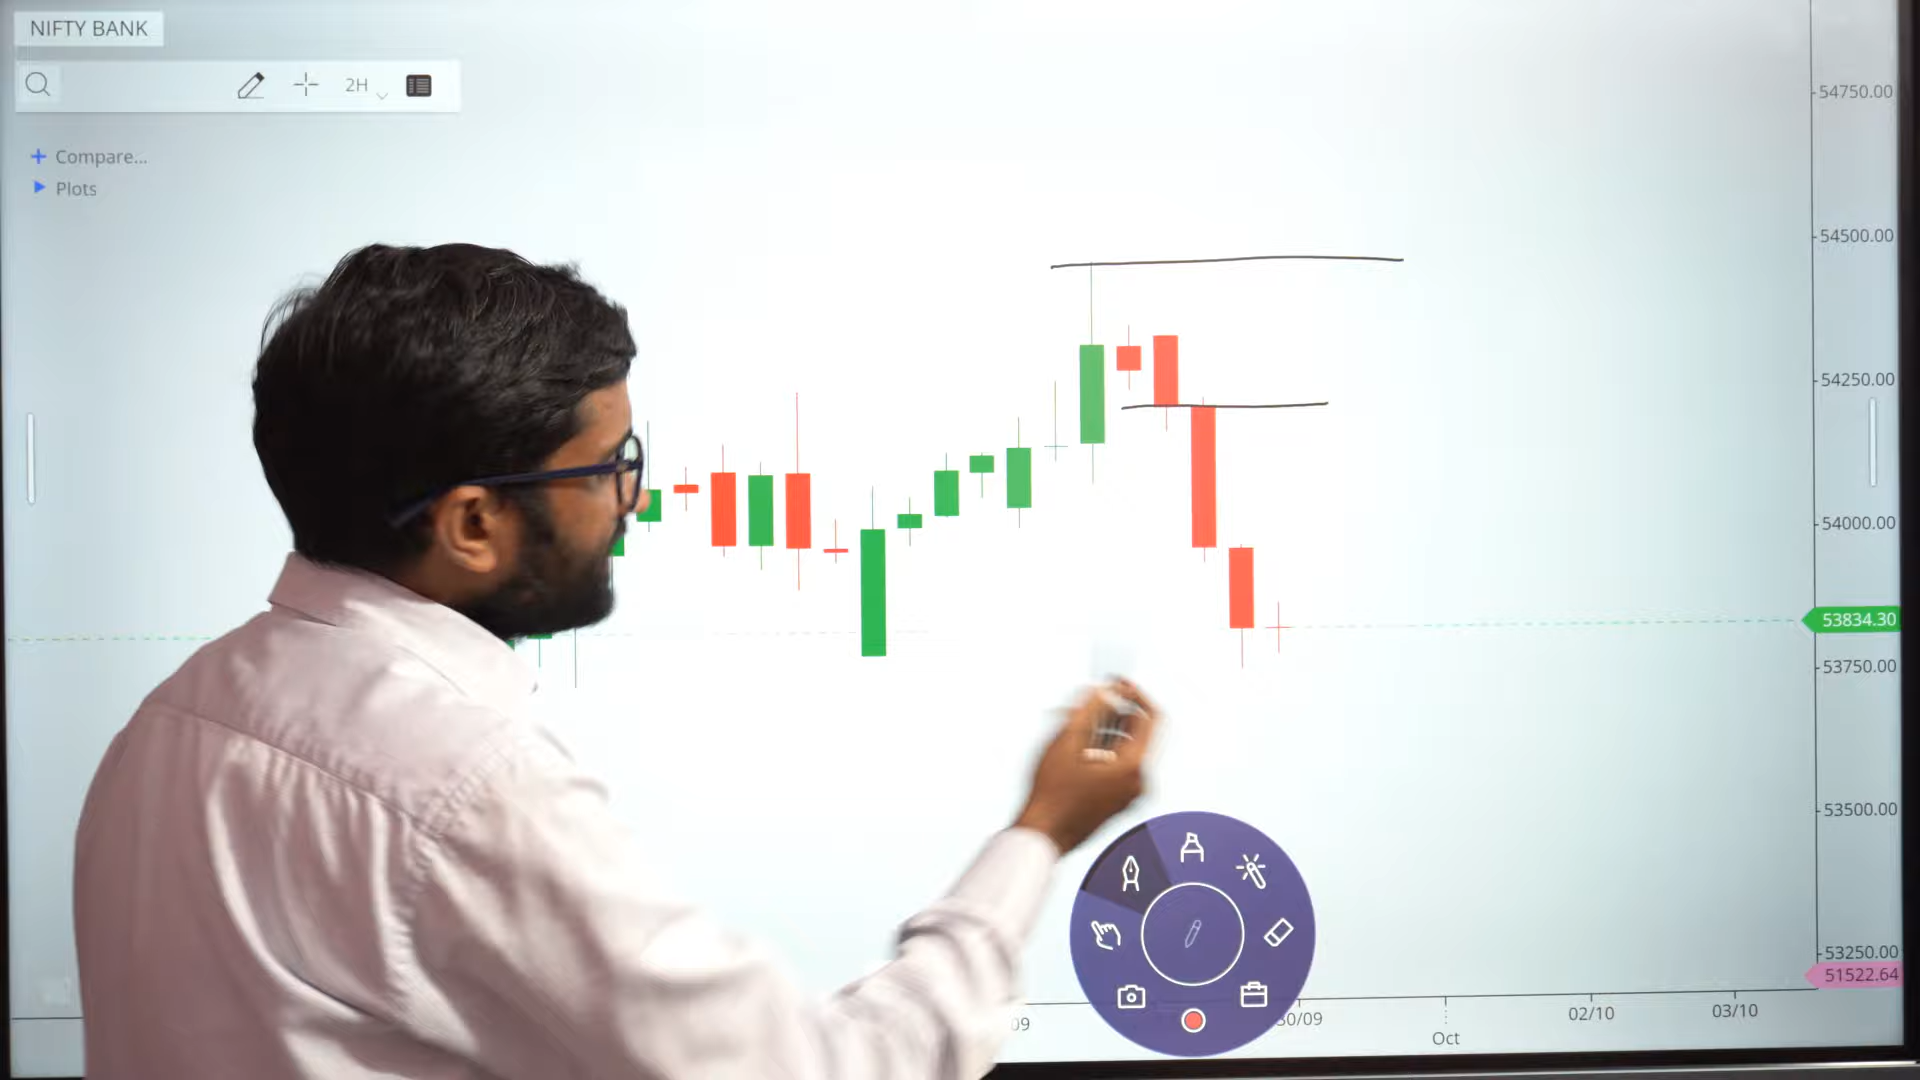 NIFTY BANK
2H
Compare...
Plots
54750.00
54500.00
54250.00
54000.00
53834.30
53750.00
53500.00
53250.00
51522.64
09
30/09
Oct
02/10
03/10